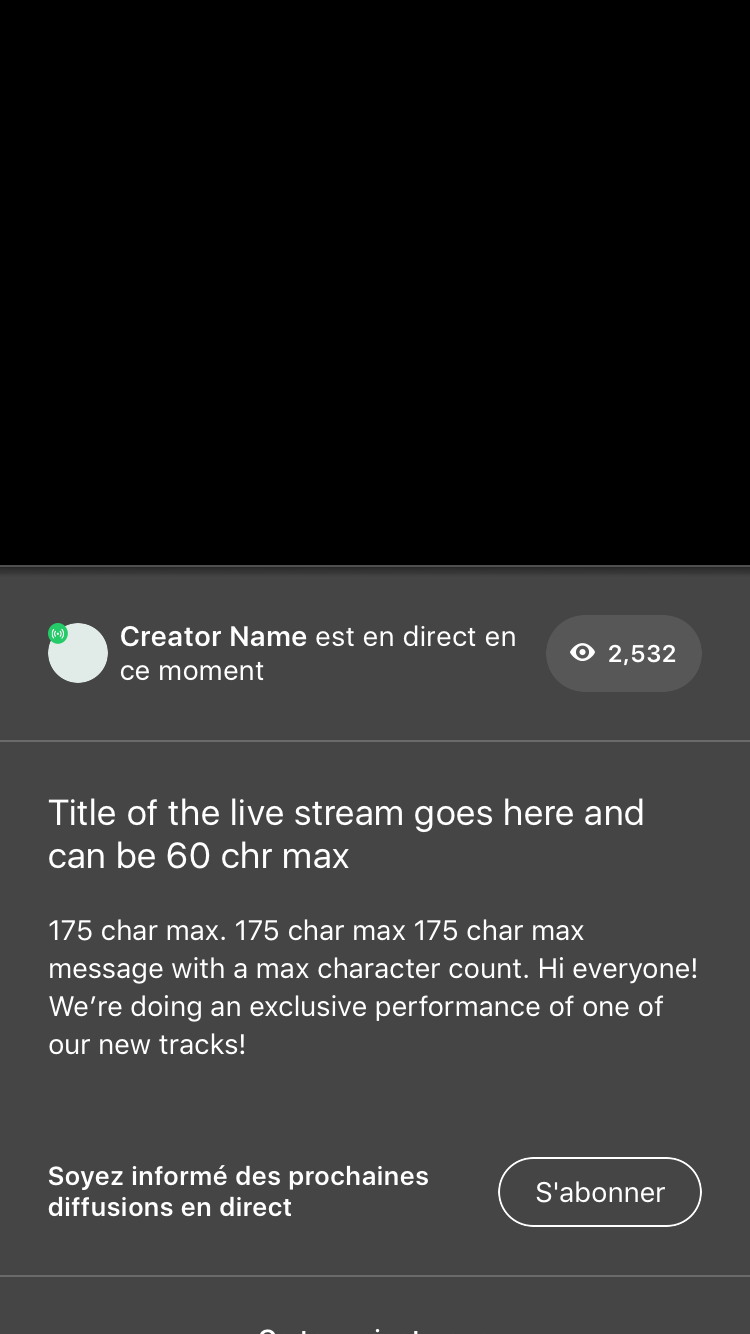 Creator Name est en direct en
ce moment
2,532
Title of the live stream goes here and
can be 60 chr max
175 char max. 175 char max 175 char max
message with a max character count. Hi everyone!
We’re doing an exclusive performance of one of
our new tracks!
Soyez informé des prochaines
diffusions en direct
S'abonner